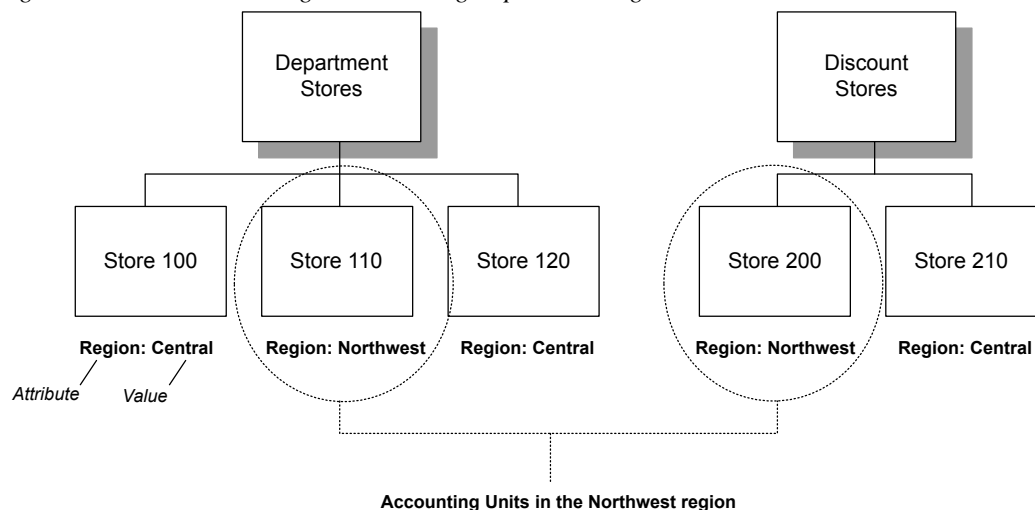 Department
Stores
Discount
Stores
Store 100
Store 110
Store 120
Store 200
Store 210
Region: Central
Region: Northwest
Region: Central
Region: Northwest
Region: Central
Attribute
Value
Accounting Units in the Northwest region